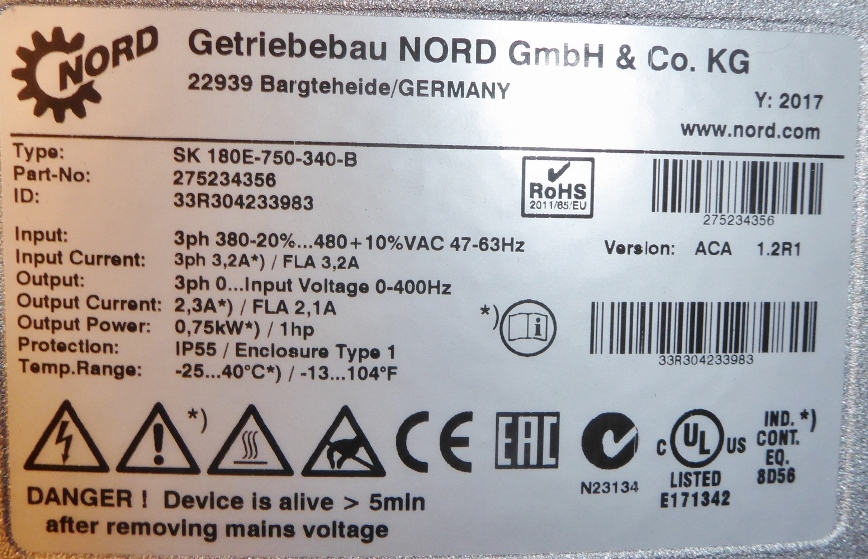 NORD
Getriebebau NORD GmbH & Co. KG
22939 Bargteheide/GERMANY
Y: 2017
www.nord.com
Type: SK 180E-750-340-B
Part-No: 275234356
ID: 33R304233983
RoHS
2011/65/EU
275234356
Input: 3ph 380-20%...480+10%VAC 47-63Hz
Version: ACA 1.2R1
Input Current: 3ph 3,2A*) / FLA 3,2A
Output: 3ph 0...Input Voltage 0-400Hz
Output Current: 2,3A*) / FLA 2,1A
Output Power: 0,75kW*) / 1hp
Protection: IP55 / Enclosure Type 1
Temp.Range: -25...40°C*) / -13...104°F
*) i
33R304233983
*)
CE
EAC
N23134
C UL US
LISTED
E171342
IND. *)
CONT.
EQ.
8D56
DANGER ! Device is alive > 5min
after removing mains voltage